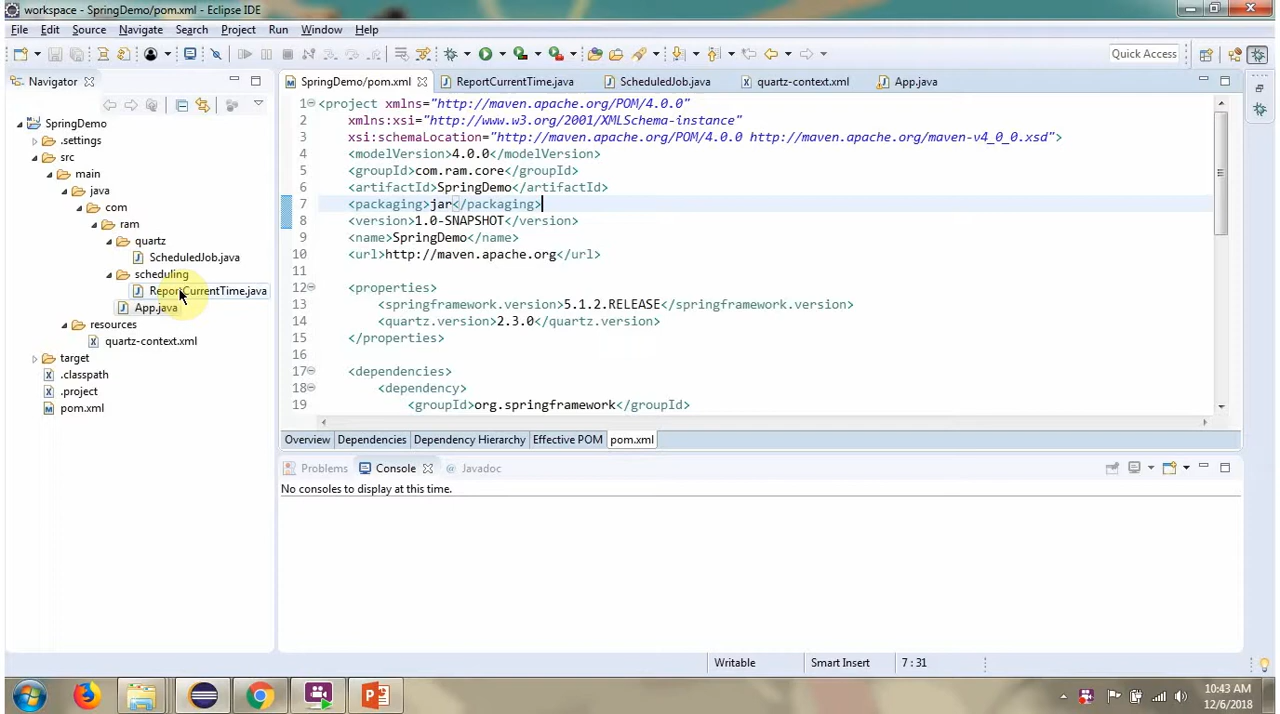 workspace - SpringDemo/pom.xml - Eclipse IDE
File Edit Source Navigate Search Project Run Window Help
Quick Access
Navigator
SpringDemo
.settings
src
main
java
com
ram
quartz
ScheduledJob.java
scheduling
ReportCurrentTime.java
App.java
resources
quartz-context.xml
target
.classpath
.project
pom.xml
SpringDemo/pom.xml ReportCurrentTime.java ScheduledJob.java quartz-context.xml App.java
1 <project xmlns="http://maven.apache.org/POM/4.0.0"
2 xmlns:xsi="http://www.w3.org/2001/XMLSchema-instance"
3 xsi:schemaLocation="http://maven.apache.org/POM/4.0.0 http://maven.apache.org/maven-v4_0_0.xsd">
4 <modelVersion>4.0.0</modelVersion>
5 <groupId>com.ram.core</groupId>
6 <artifactId>SpringDemo</artifactId>
7 <packaging>jar</packaging>
8 <version>1.0-SNAPSHOT</version>
9 <name>SpringDemo</name>
10 <url>http://maven.apache.org</url>
11
12 <properties>
13 <springframework.version>5.1.2.RELEASE</springframework.version>
14 <quartz.version>2.3.0</quartz.version>
15 </properties>
16
17 <dependencies>
18 <dependency>
19 <groupId>org.springframework</groupId>
Overview Dependencies Dependency Hierarchy Effective POM pom.xml
Problems Console Javadoc
No consoles to display at this time.
Writable Smart Insert 7 : 31
10:43 AM
12/6/2018